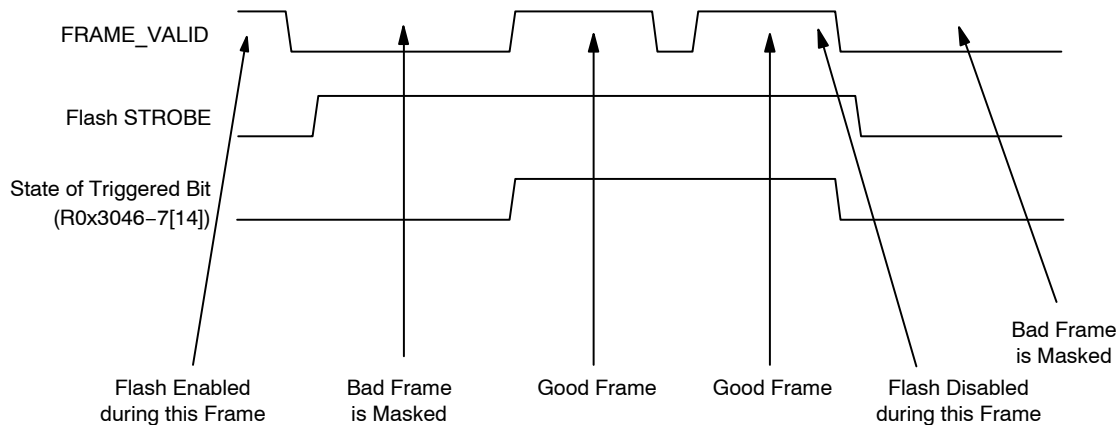 FRAME_VALID
Flash STROBE
State of Triggered Bit
(R0x3046−7[14])
Flash Enabled
during this Frame
Bad Frame
is Masked
Good Frame
Good Frame
Flash Disabled
during this Frame
Bad Frame
is Masked